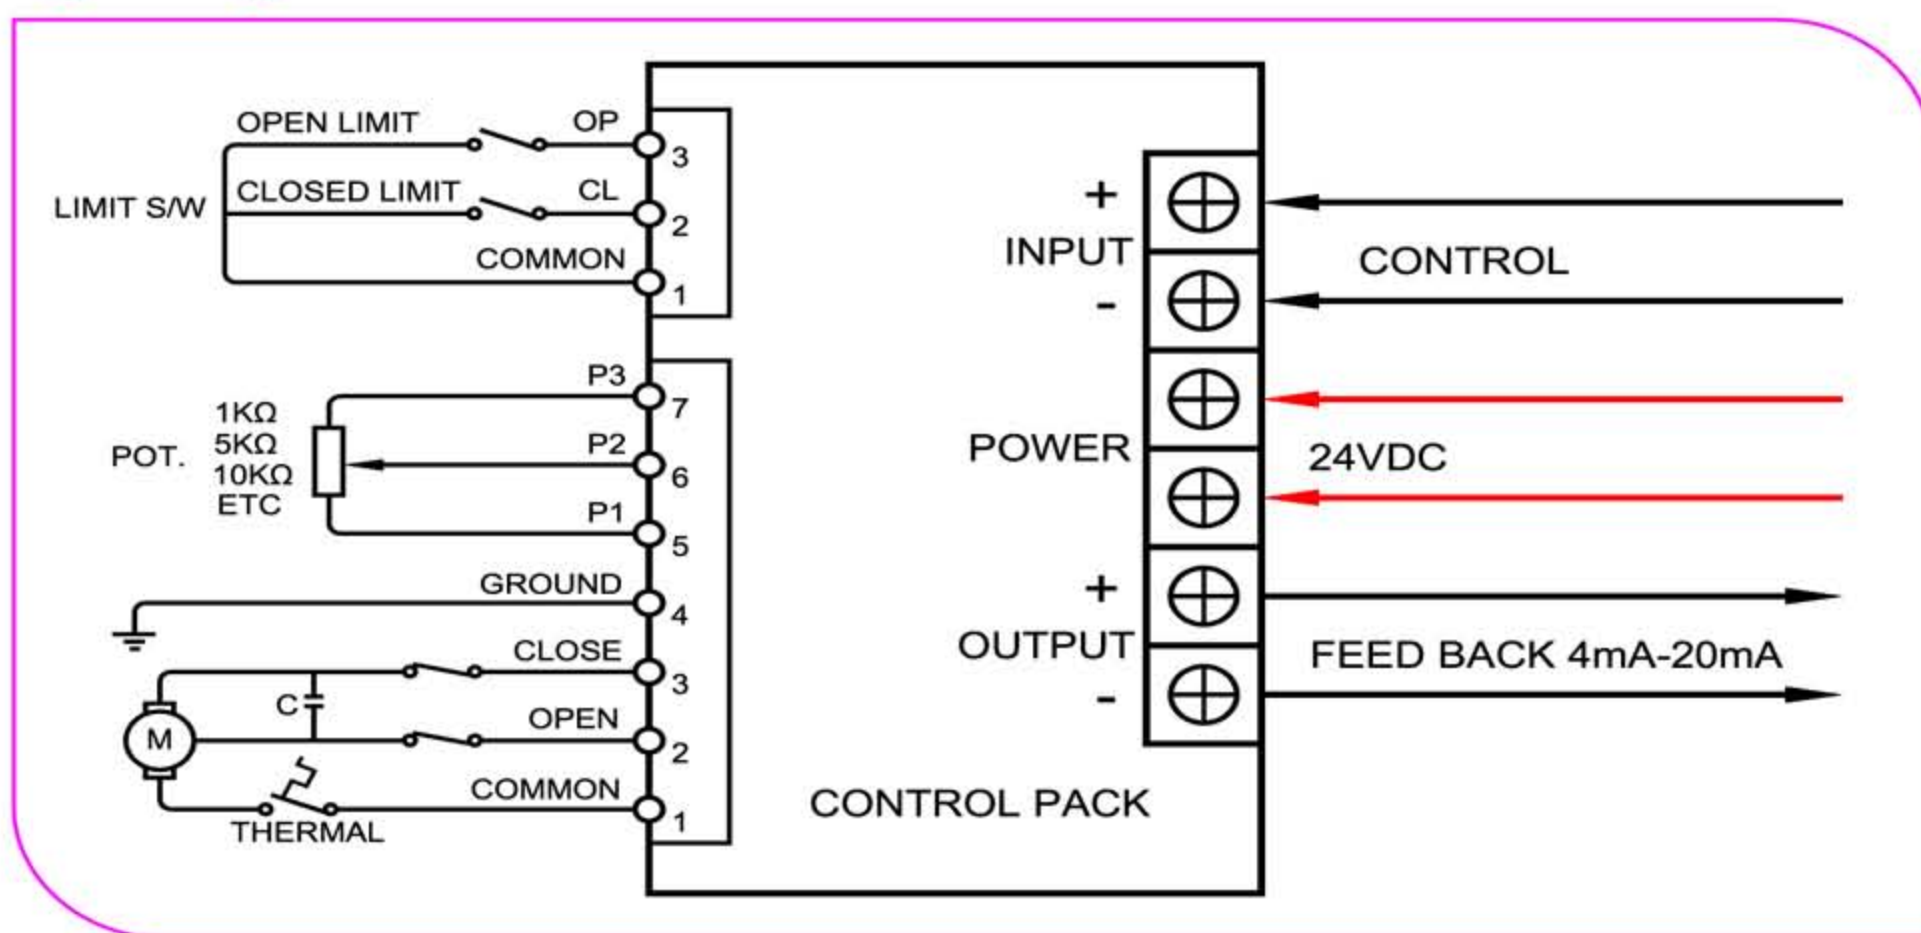 OPEN LIMIT
OP
3
LIMIT S/W
CLOSED LIMIT
CL
2
COMMON
1
POT.
1KΩ
5KΩ
10KΩ
ETC
P3
7
P2
6
P1
5
GROUND
4
CLOSE
3
C
M
OPEN
2
COMMON
1
THERMAL
+
INPUT
-
CONTROL
POWER
24VDC
+
OUTPUT
-
FEED BACK 4mA-20mA
CONTROL PACK